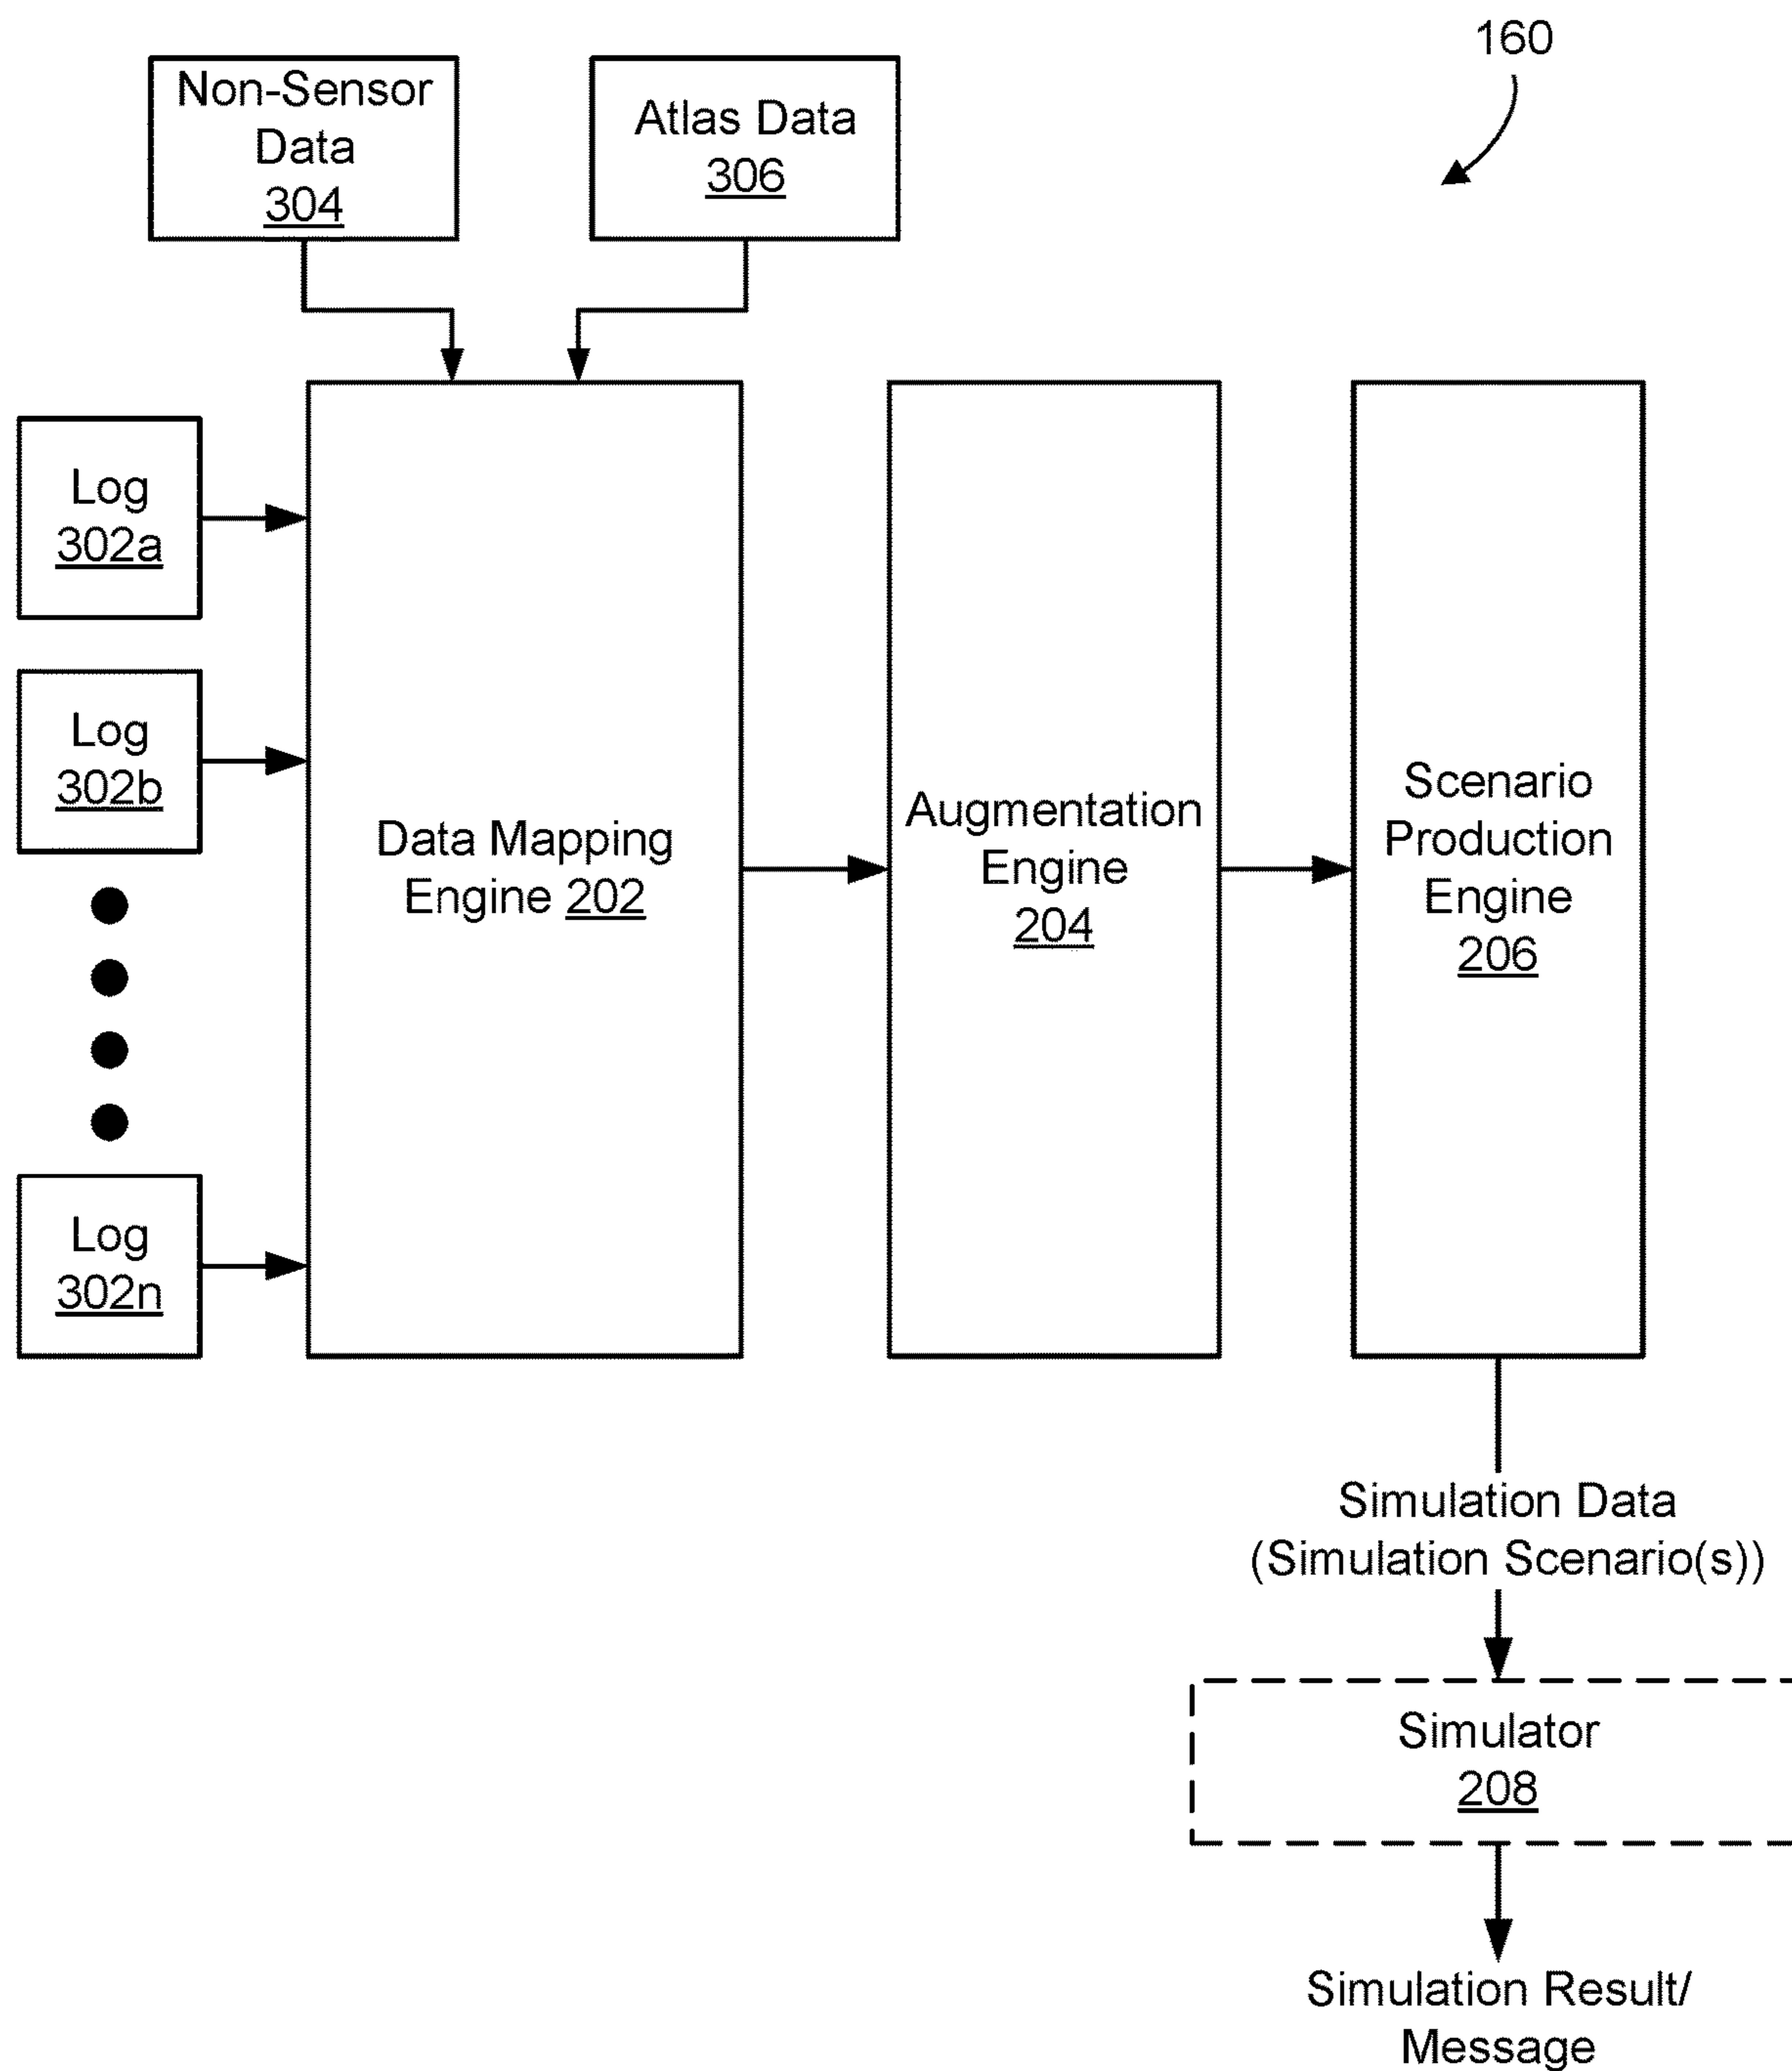 160
Non-Sensor
Data
304
Atlas Data
306
Log
302a
Log
302b
Log
302n
Data Mapping
Engine 202
Augmentation
Engine
204
Scenario
Production
Engine
206
Simulation Data
(Simulation Scenario(s))
Simulator
208
Simulation Result/
Message